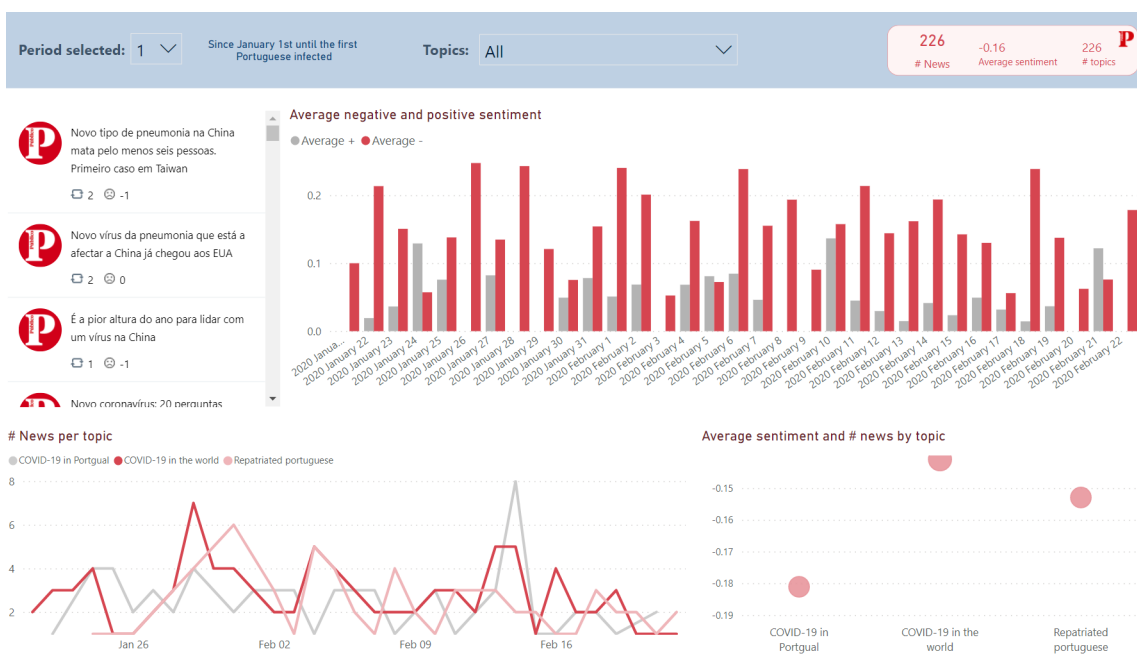 Period selected: 1
Since January 1st until the first
Portuguese infected
Topics: All
226
# News
-0.16
Average sentiment
226
# topics
P
Novo tipo de pneumonia na China
mata pelo menos seis pessoas.
Primeiro caso em Taiwan
2 -1
Novo vírus da pneumonia que está a
afectar a China já chegou aos EUA
2 0
É a pior altura do ano para lidar com
um vírus na China
1 -1
Novo coronavírus: 20 perguntas
Average negative and positive sentiment
Average + Average -
0.2
0.1
0.0
2020 Janua...
2020 January 22
2020 January 23
2020 January 24
2020 January 25
2020 January 26
2020 January 27
2020 January 28
2020 January 29
2020 January 30
2020 January 31
2020 February 1
2020 February 2
2020 February 3
2020 February 4
2020 February 5
2020 February 6
2020 February 7
2020 February 8
2020 February 9
2020 February 10
2020 February 11
2020 February 12
2020 February 13
2020 February 14
2020 February 15
2020 February 16
2020 February 17
2020 February 18
2020 February 19
2020 February 20
2020 February 21
2020 February 22
# News per topic
COVID-19 in Portgual COVID-19 in the world Repatriated portuguese
8
6
4
2
Jan 26 Feb 02 Feb 09 Feb 16
Average sentiment and # news by topic
-0.15
-0.16
-0.17
-0.18
-0.19
COVID-19 in
Portgual
COVID-19 in the
world
Repatriated
portuguese